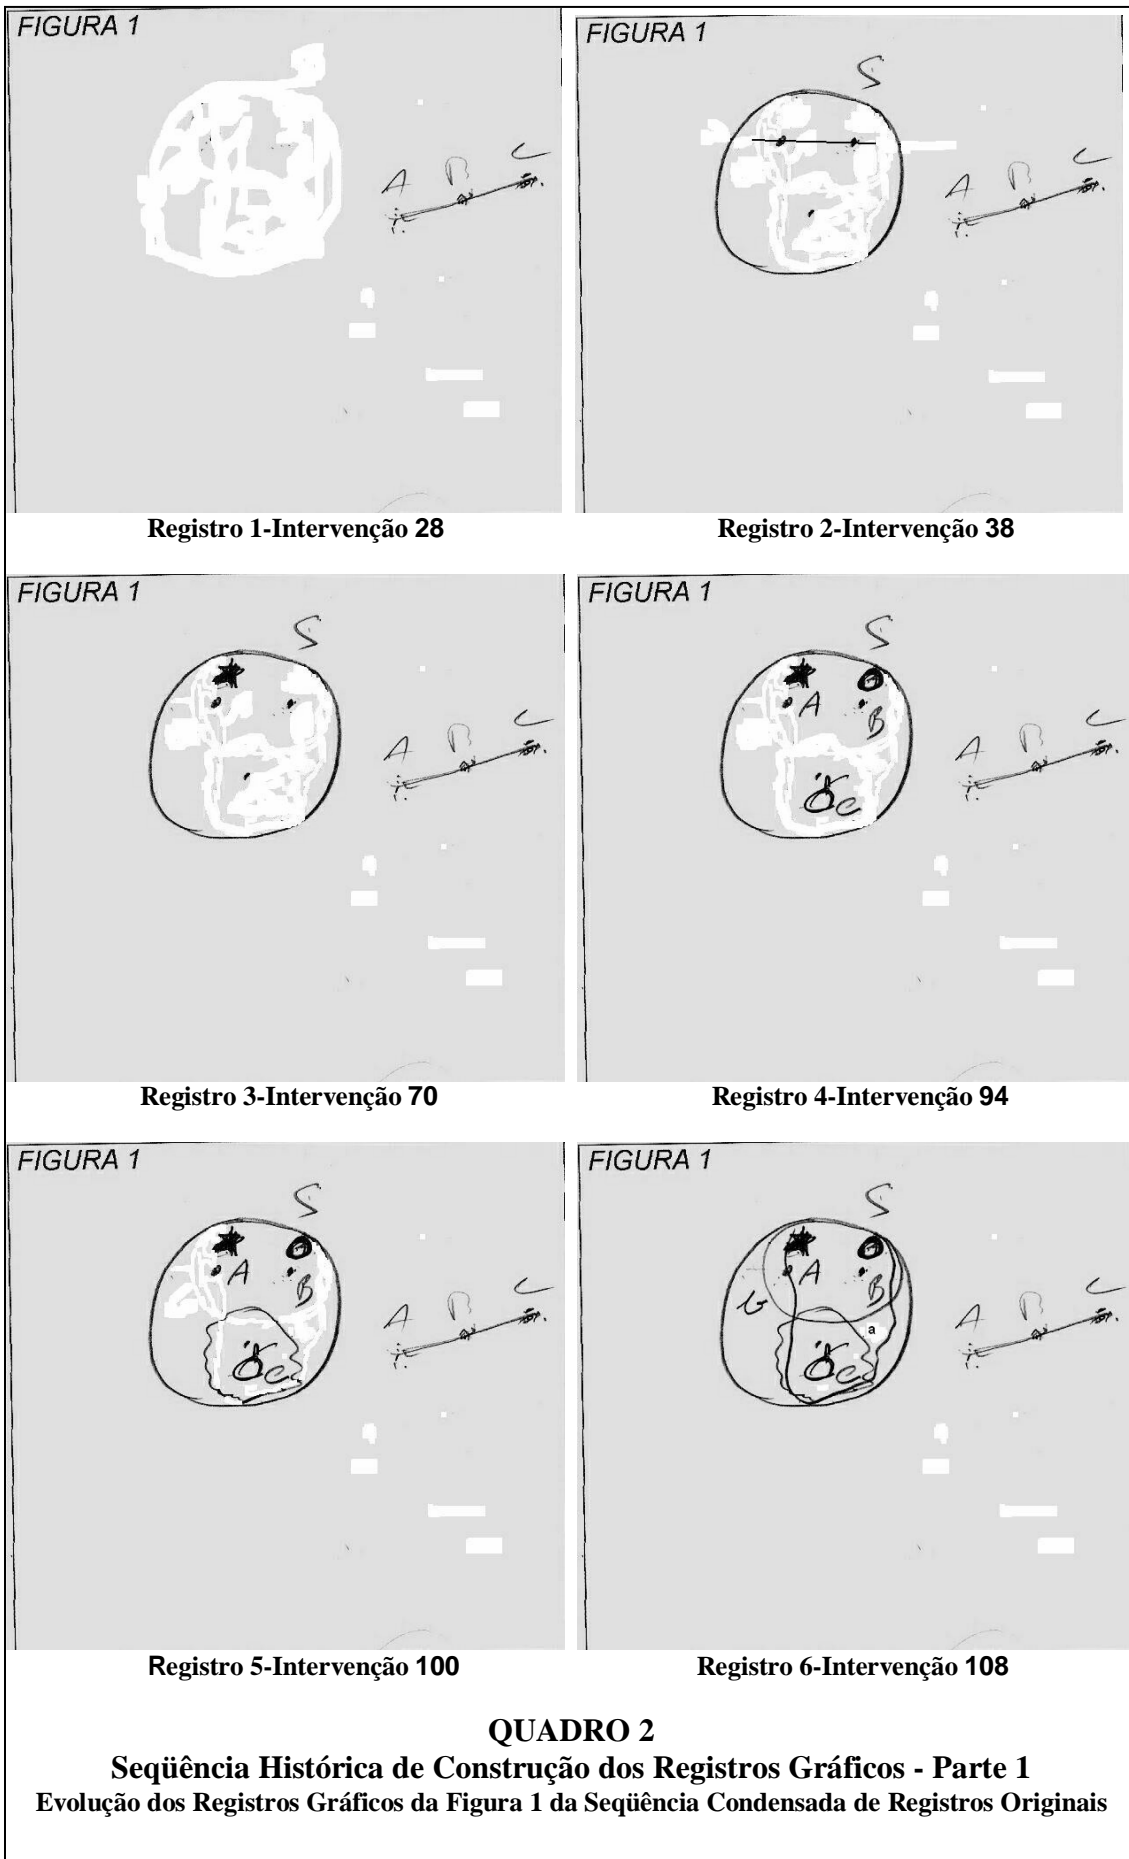 FIGURA 1
A B C
Registro 1-Intervenção 28
FIGURA 1
S
A B C
Registro 2-Intervenção 38
FIGURA 1
S
A B C
Registro 3-Intervenção 70
FIGURA 1
S
A
B
C
A B C
Registro 4-Intervenção 94
FIGURA 1
S
A
B
C
A B C
Registro 5-Intervenção 100
FIGURA 1
S
A
B
a
C
A B C
Registro 6-Intervenção 108
QUADRO 2
Seqüência Histórica de Construção dos Registros Gráficos - Parte 1
Evolução dos Registros Gráficos da Figura 1 da Seqüência Condensada de Registros Originais